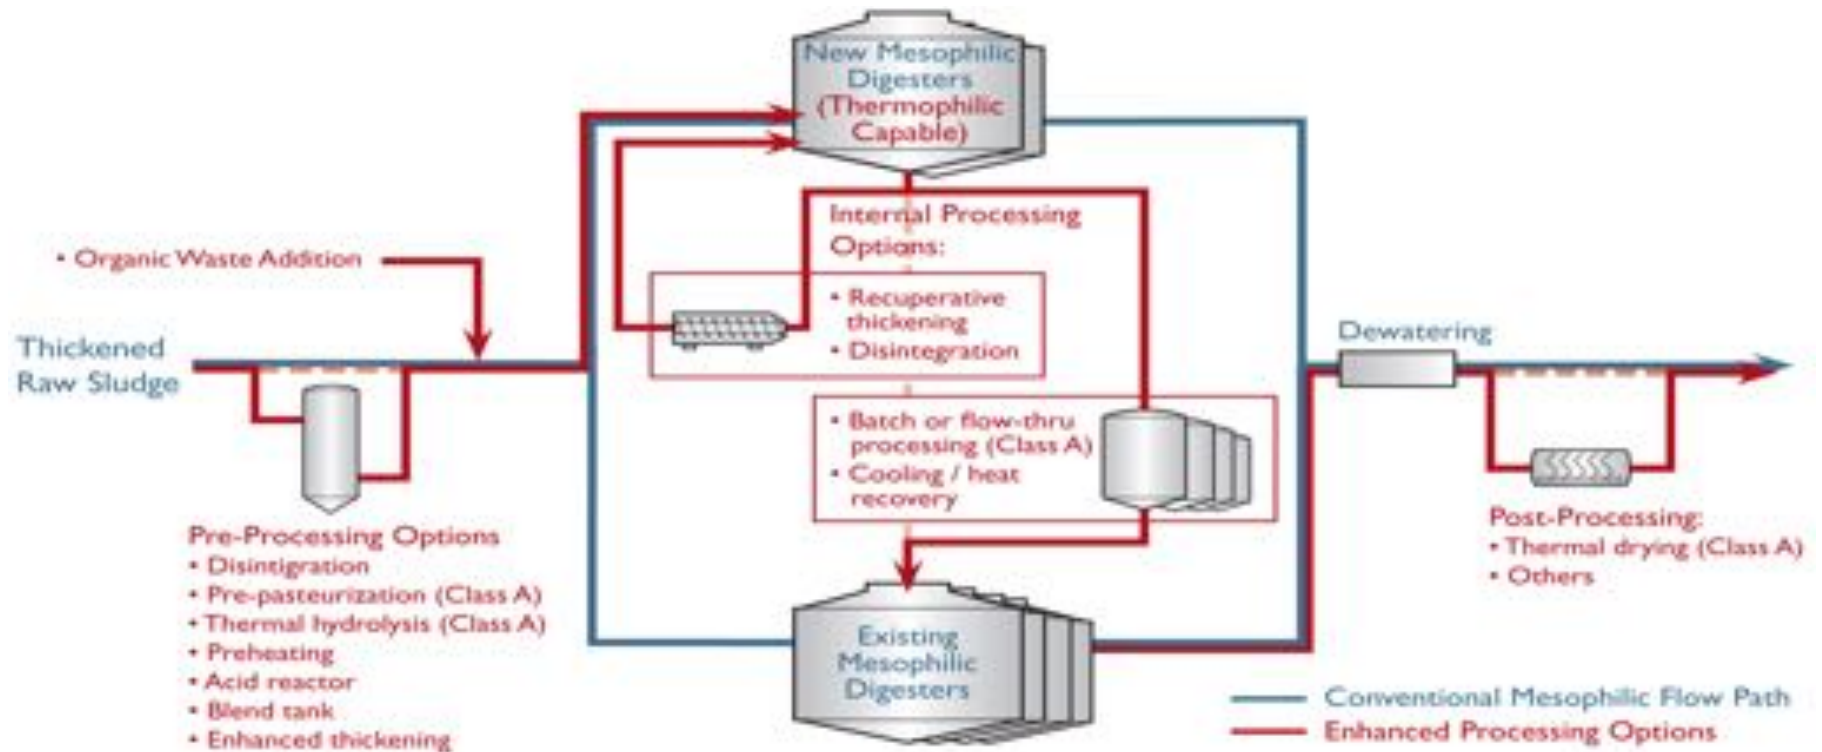 New Mesophilic
Digesters
(Thermophilic
Capable)
Internal Processing
Options:
• Organic Waste Addition
• Recuperative
thickening
• Disintegration
Thickened
Raw Sludge
Dewatering
• Batch or flow-thru
processing (Class A)
• Cooling / heat
recovery
Pre-Processing Options
• Disintigration
• Pre-pasteurization (Class A)
• Thermal hydrolysis (Class A)
• Preheating
• Acid reactor
• Blend tank
• Enhanced thickening
Post-Processing:
• Thermal drying (Class A)
• Others
Existing
Mesophilic
Digesters
Conventional Mesophilic Flow Path
Enhanced Processing Options